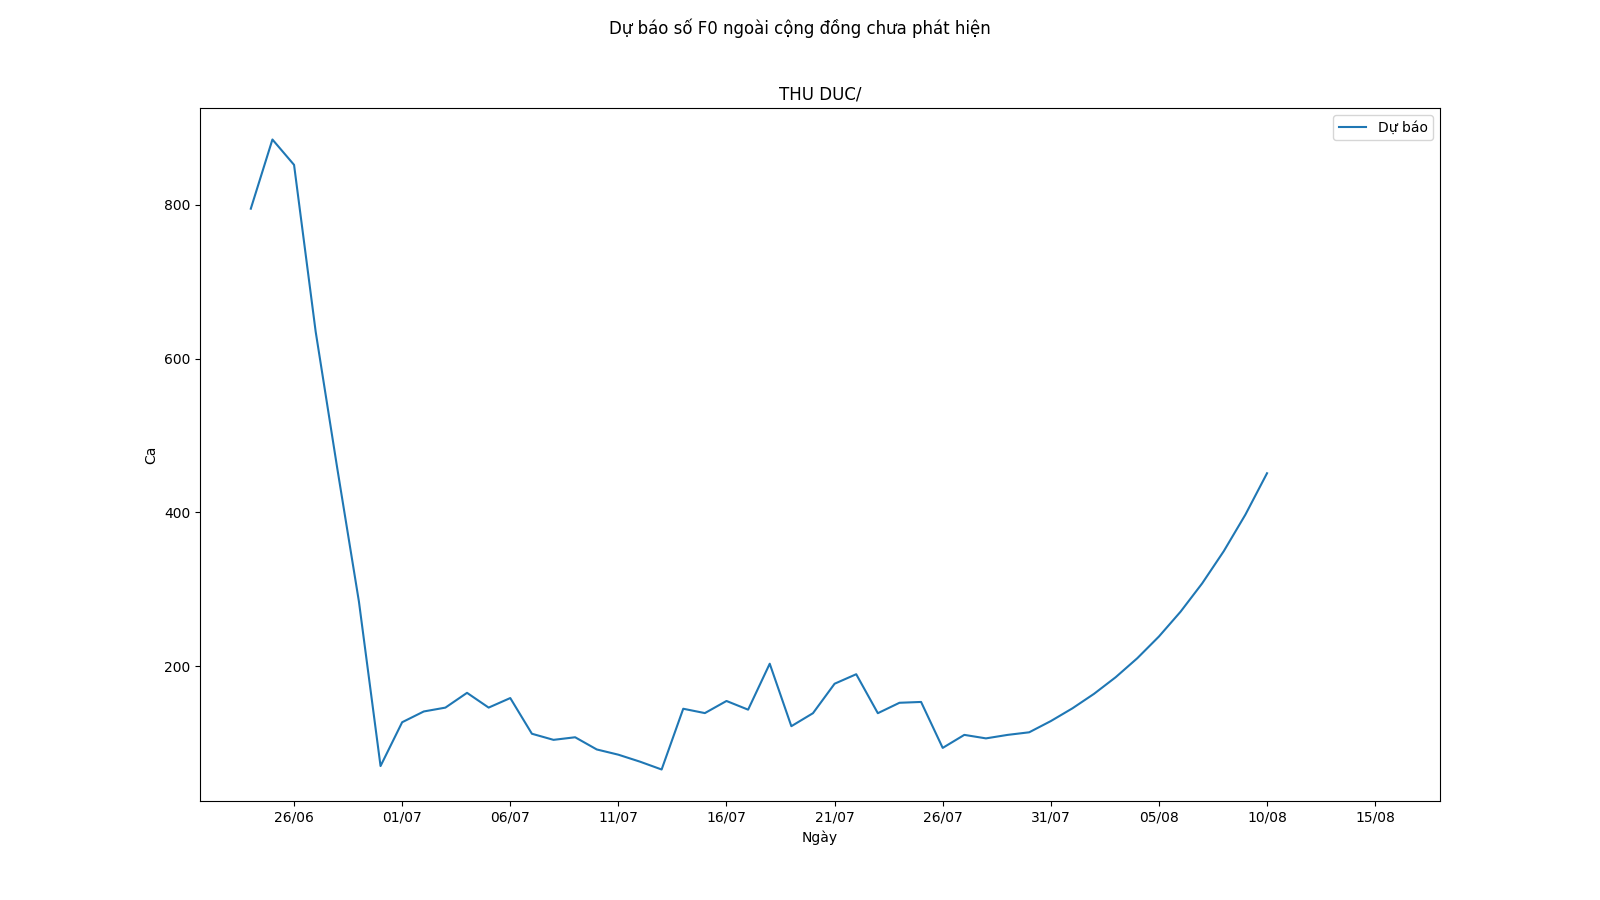 Dự báo số F0 ngoài cộng đồng chưa phát hiện
THU DUC/
Dự báo
800
600
400
200
Ca
26/06 01/07 06/07 11/07 16/07 21/07 26/07 31/07 05/08 10/08 15/08
Ngày